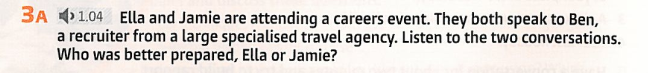 3A 1.04 Ella and Jamie are attending a careers event. They both speak to Ben,
a recruiter from a large specialised travel agency. Listen to the two conversations.
Who was better prepared, Ella or Jamie?